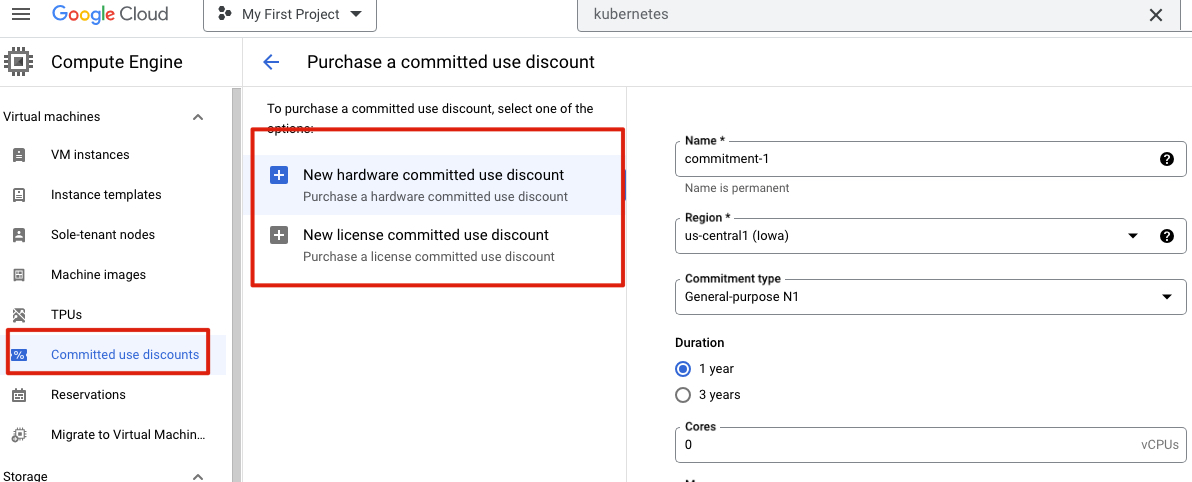 Google Cloud
My First Project
kubernetes
Compute Engine
Purchase a committed use discount
Virtual machines
VM instances
Instance templates
Sole-tenant nodes
Machine images
TPUs
Committed use discounts
Reservations
Migrate to Virtual Machin...
Storage
To purchase a committed use discount, select one of the
options:
New hardware committed use discount
Purchase a hardware committed use discount
New license committed use discount
Purchase a license committed use discount
Name *
commitment-1
Name is permanent
Region *
us-central1 (Iowa)
Commitment type
General-purpose N1
Duration
1 year
3 years
Cores
0 vCPUs